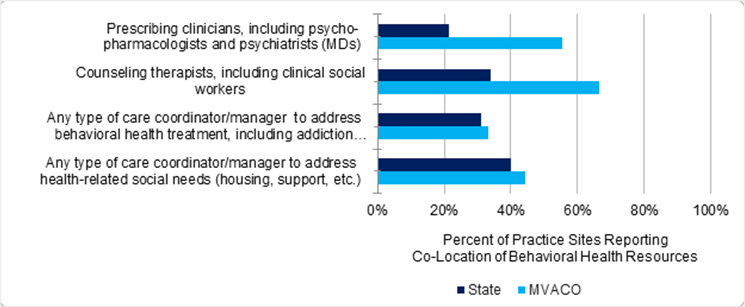 Prescribing clinicians, including psycho-
pharmacologists and psychiatrists (MDs)
Counseling therapists, including clinical social
workers
Any type of care coordinator/manager to address
behavioral health treatment, including addiction…
Any type of care coordinator/manager to address
health-related social needs (housing, support, etc.)
0% 20% 40% 60% 80% 100%
Percent of Practice Sites Reporting
Co-Location of Behavioral Health Resources
State MVACO